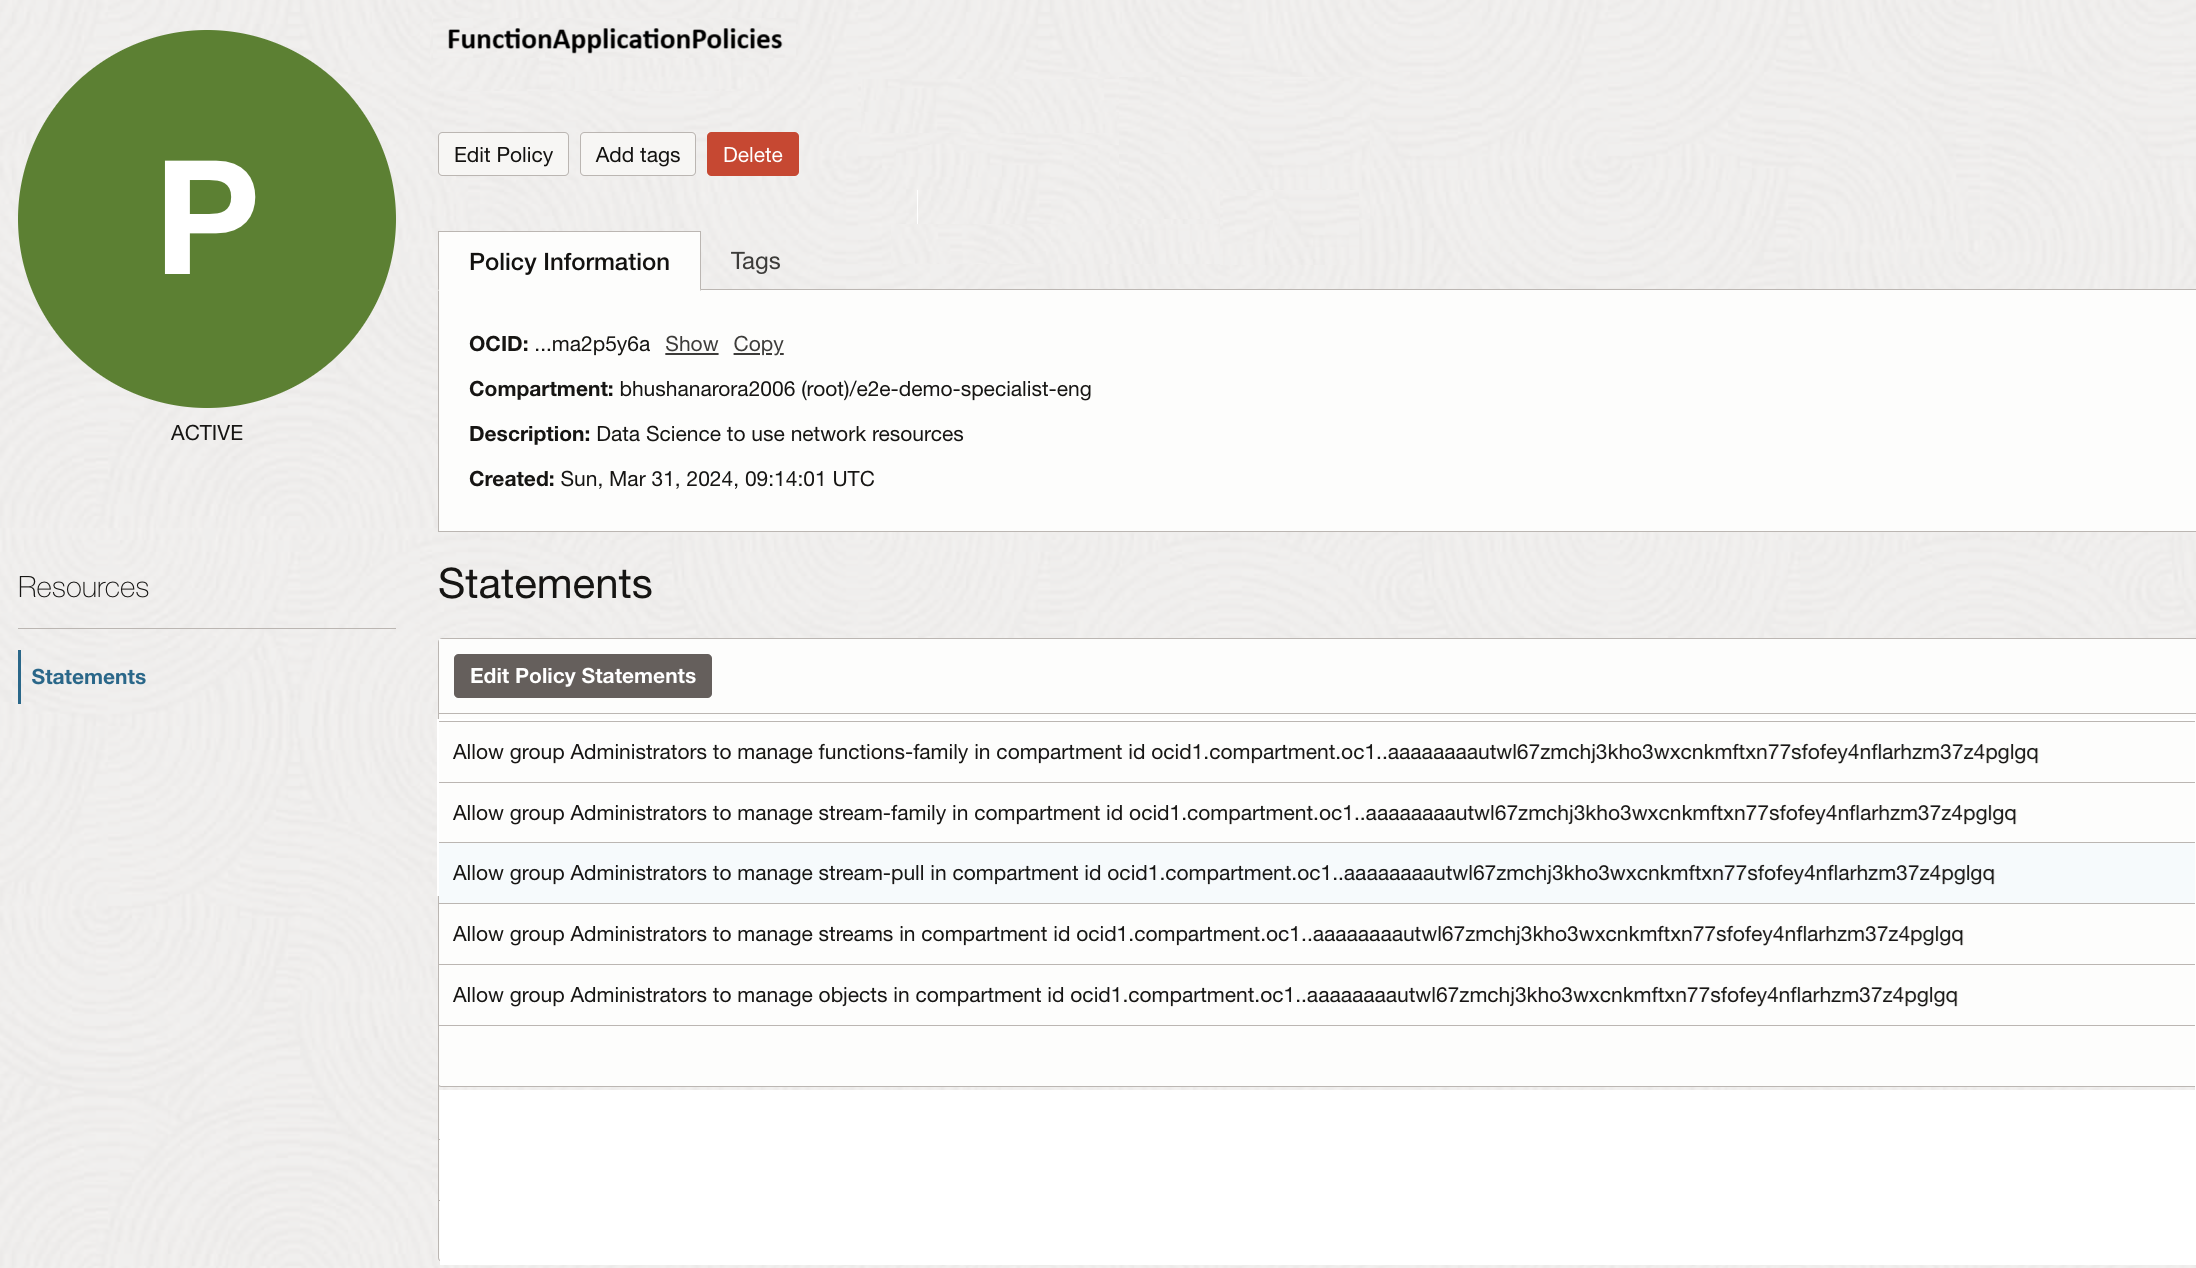 P
ACTIVE
FunctionApplicationPolicies
Edit Policy Add tags Delete
Policy Information Tags
OCID: ...ma2p5y6a Show Copy
Compartment: bhushanarora2006 (root)/e2e-demo-specialist-eng
Description: Data Science to use network resources
Created: Sun, Mar 31, 2024, 09:14:01 UTC
Resources
Statements
Statements
Edit Policy Statements
Allow group Administrators to manage functions-family in compartment id ocid1.compartment.oc1..aaaaaaaautwl67zmchj3kho3wxcnkmftxn77sfofey4nflarhzm37z4pglgq
Allow group Administrators to manage stream-family in compartment id ocid1.compartment.oc1..aaaaaaaautwl67zmchj3kho3wxcnkmftxn77sfofey4nflarhzm37z4pglgq
Allow group Administrators to manage stream-pull in compartment id ocid1.compartment.oc1..aaaaaaaautwl67zmchj3kho3wxcnkmftxn77sfofey4nflarhzm37z4pglgq
Allow group Administrators to manage streams in compartment id ocid1.compartment.oc1..aaaaaaaautwl67zmchj3kho3wxcnkmftxn77sfofey4nflarhzm37z4pglgq
Allow group Administrators to manage objects in compartment id ocid1.compartment.oc1..aaaaaaaautwl67zmchj3kho3wxcnkmftxn77sfofey4nflarhzm37z4pglgq